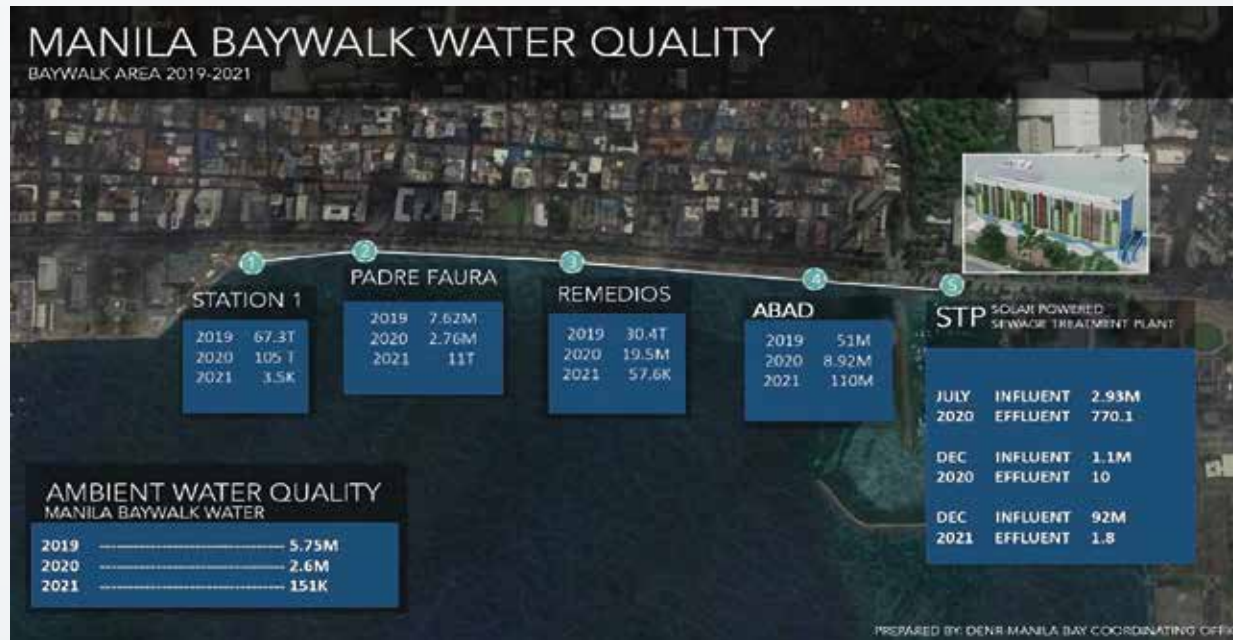 MANILA BAYWALK WATER QUALITY
BAYWALK AREA 2019-2021
1
2
3
4
5
STATION 1
2019 67.3T
2020 105 T
2021 3.5K
PADRE FAURA
2019 7.62M
2020 2.76M
2021 11T
REMEDIOS
2019 30.4T
2020 19.5M
2021 57.6K
ABAD
2019 51M
2020 8.92M
2021 110M
STP SOLAR POWERED
SEWAGE TREATMENT PLANT
JULY INFLUENT 2.93M
2020 EFFLUENT 770.1
DEC INFLUENT 1.1M
2020 EFFLUENT 10
DEC INFLUENT 92M
2021 EFFLUENT 1.8
AMBIENT WATER QUALITY
MANILA BAYWALK WATER
2019 ---------------------------------- 5.75M
2020 ---------------------------------- 2.6M
2021 ---------------------------------- 151K
PREPARED BY: DENR-MANILA BAY COORDINATING OFFI